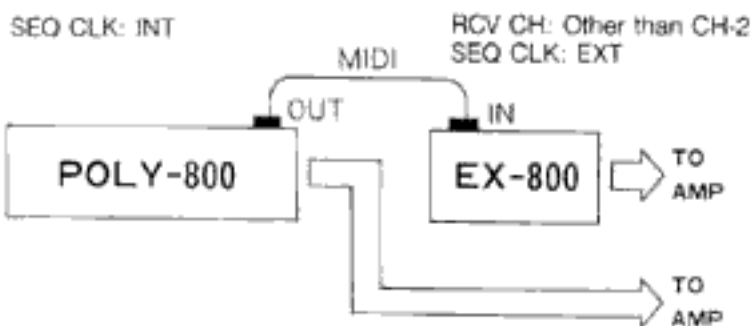 SEQ CLK: INT
RCV CH: Other than CH-2
SEQ CLK: EXT
MIDI
OUT
IN
POLY-800
EX-800
TO
AMP
TO
AMP